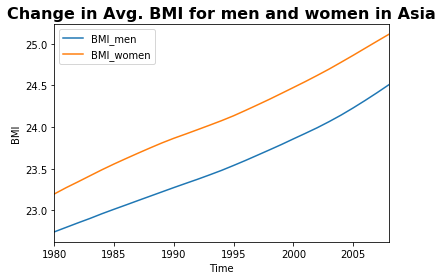 Change in Avg. BMI for men and women in Asia
BMI_men
BMI_women
BMI
25.0
24.5
24.0
23.5
23.0
1980
1985
1990
1995
2000
2005
Time